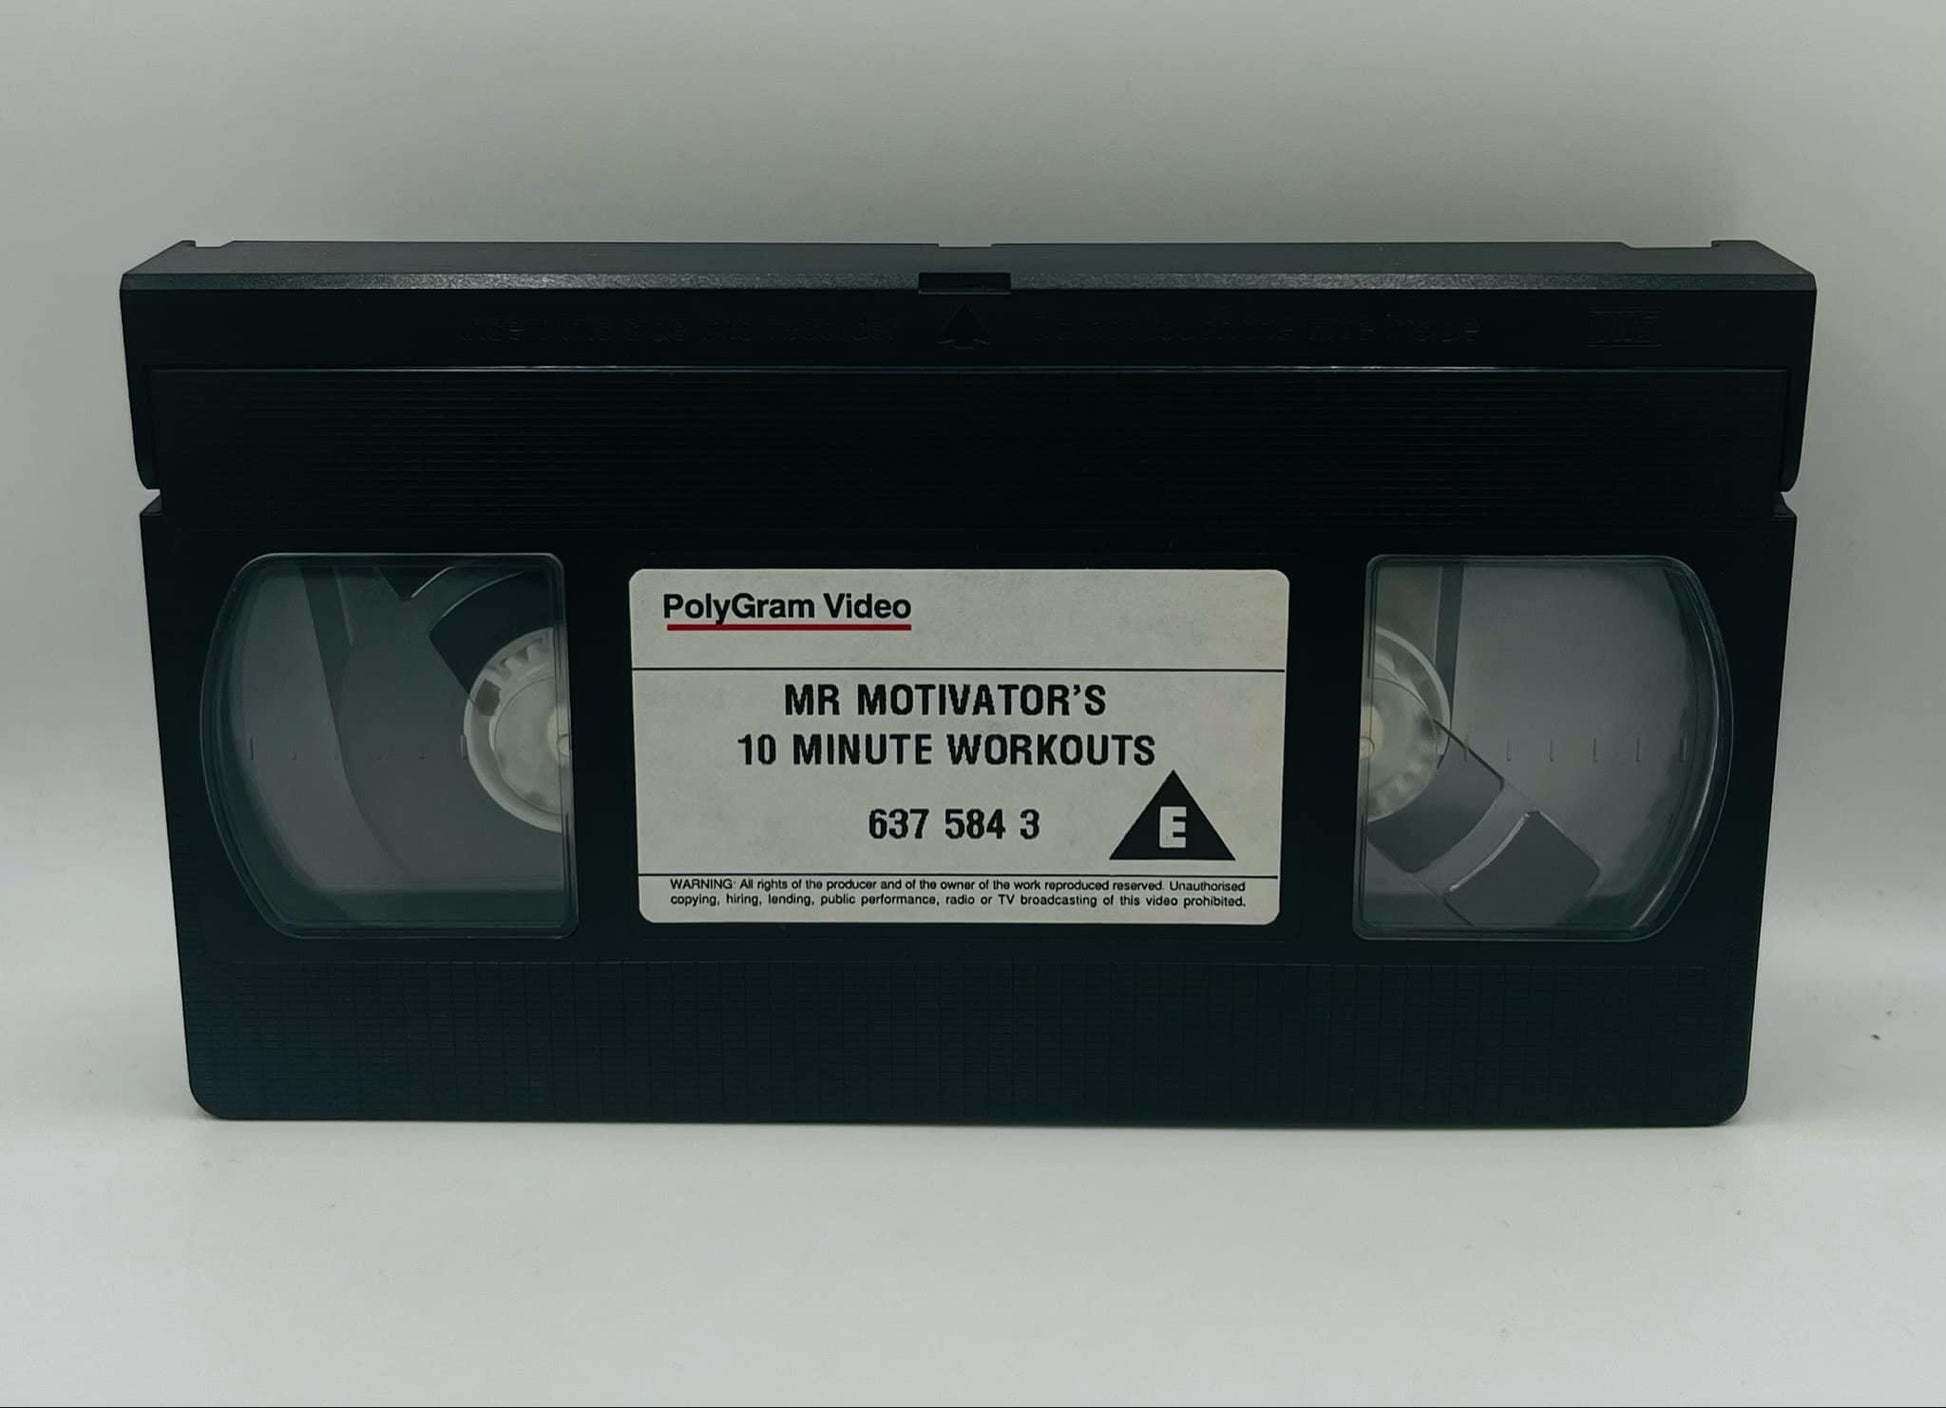 PolyGram Video
MR MOTIVATOR'S
10 MINUTE WORKOUTS
637 584 3
E
WARNING: All rights of the producer and of the owner of the work reproduced reserved. Unauthorised
copying, hiring, lending, public performance, radio or TV broadcasting of this video prohibited.